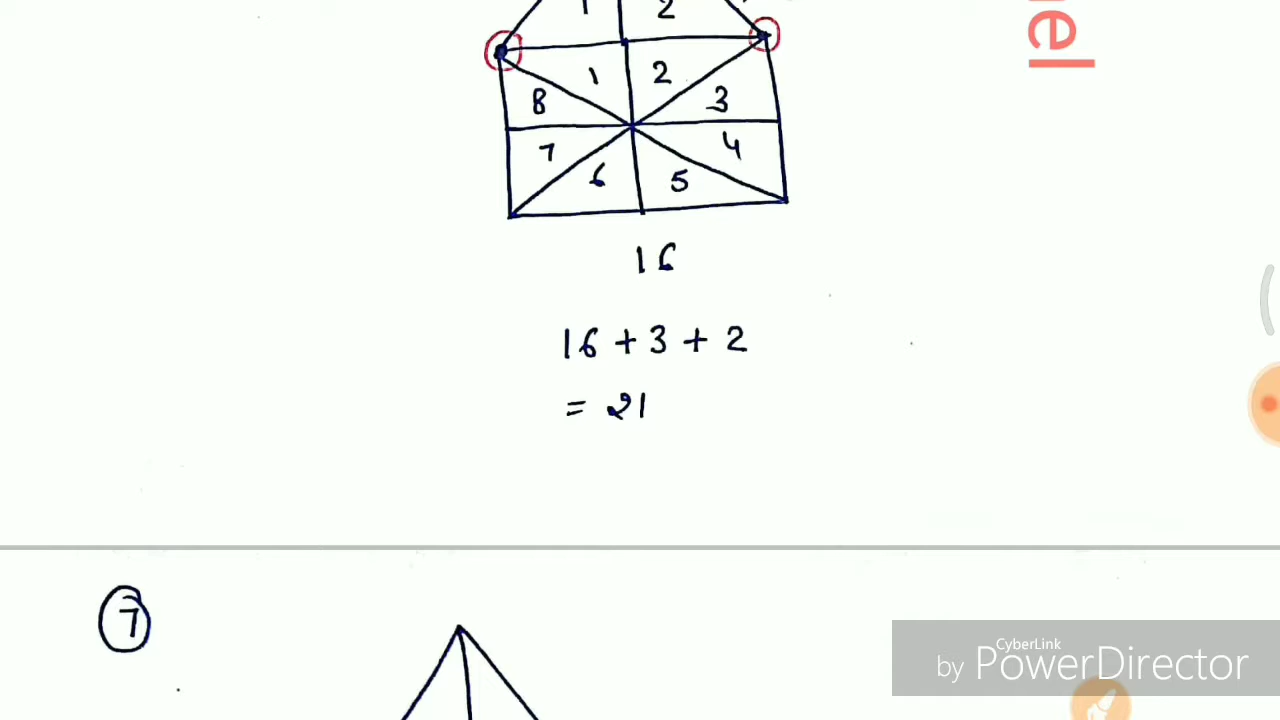 nel
1 2
1 2
8 3
7 4
6 5
16
16 + 3 + 2
= 21
7
CyberLink
by PowerDirector